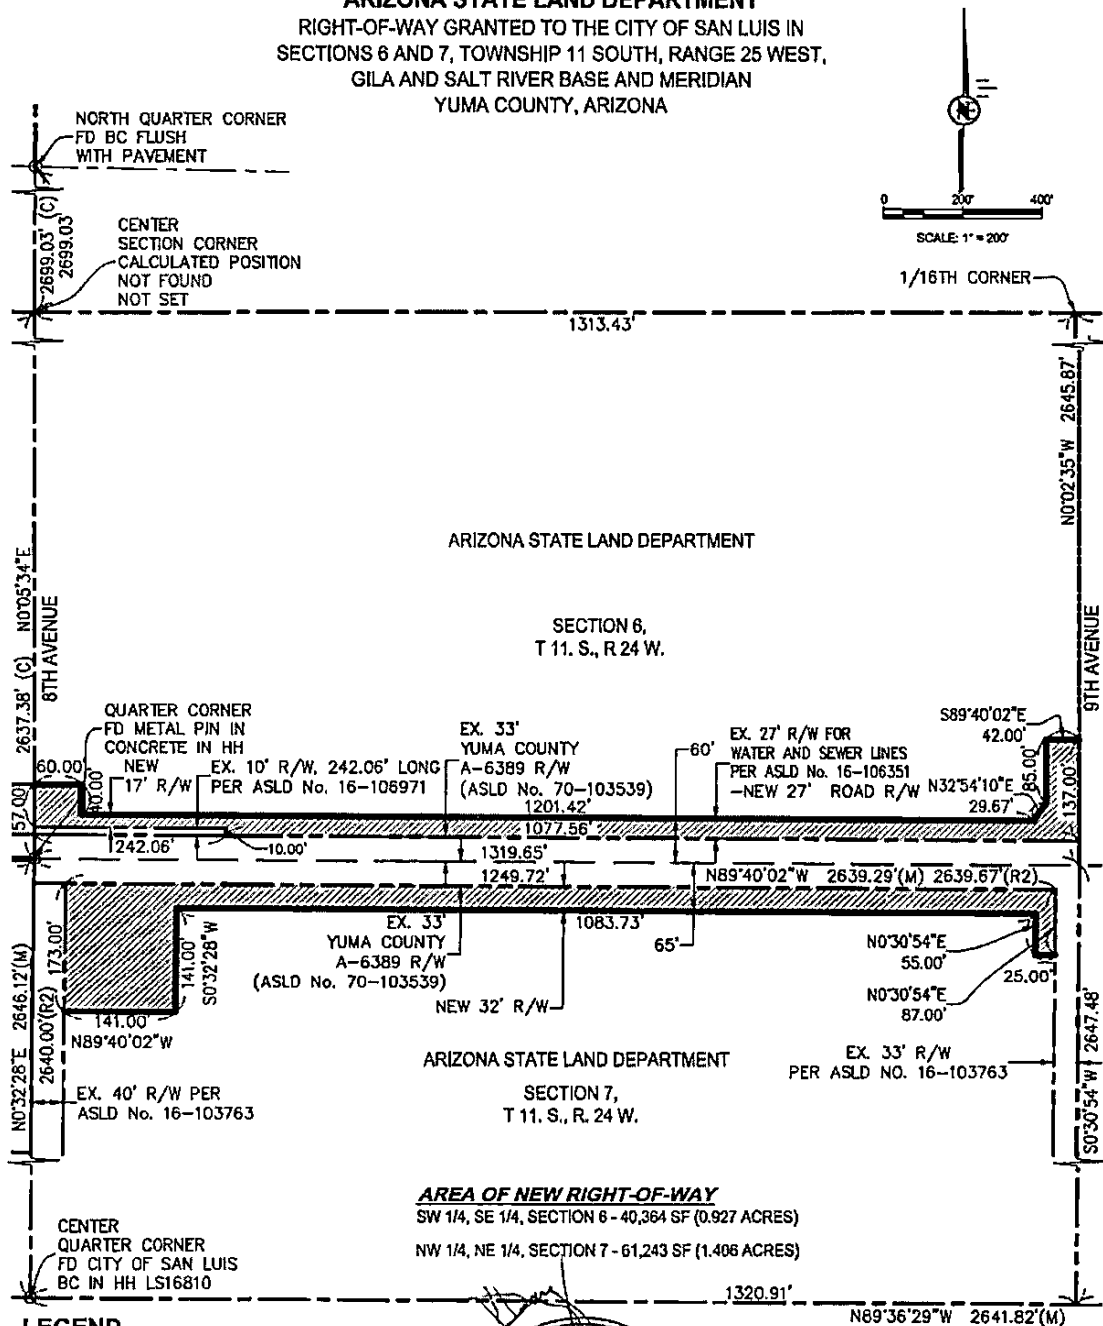 ARIZONA STATE LAND DEPARTMENT
RIGHT-OF-WAY GRANTED TO THE CITY OF SAN LUIS IN
SECTIONS 6 AND 7, TOWNSHIP 11 SOUTH, RANGE 25 WEST,
GILA AND SALT RIVER BASE AND MERIDIAN
YUMA COUNTY, ARIZONA
NORTH QUARTER CORNER
FD BC FLUSH
WITH PAVEMENT
0 200' 400'
SCALE: 1" = 200'
2699.03' (C)
2699.03'
CENTER
SECTION CORNER
CALCULATED POSITION
NOT FOUND
NOT SET
1/16TH CORNER
1313.43'
N0°02'35"W 2645.87'
ARIZONA STATE LAND DEPARTMENT
SECTION 6,
T 11. S., R 24 W.
2637.38' (C) N0°05'34"E
8TH AVENUE
9TH AVENUE
QUARTER CORNER
FD METAL PIN IN
CONCRETE IN HH
NEW
17' R/W
60.00'
40.00'
57.00'
EX. 10' R/W, 242.06' LONG
PER ASLD No. 16-106971
EX. 33'
YUMA COUNTY
A-6389 R/W
(ASLD No. 70-103539)
60'
EX. 27' R/W FOR
WATER AND SEWER LINES
PER ASLD No. 16-106351
-NEW 27' ROAD R/W
S89°40'02"E
42.00'
85.00'
137.00'
N32°54'10"E
29.67'
1201.42'
1077.56'
242.06'
10.00'
1319.65'
1249.72'
N89°40'02"W 2639.29'(M) 2639.67'(R2)
173.00'
141.00'
S0°32'28"W
141.00'
N89°40'02"W
EX. 33'
YUMA COUNTY
A-6389 R/W
(ASLD No. 70-103539)
1083.73'
65'
NEW 32' R/W
N0°30'54"E
55.00'
25.00'
N0°30'54"E
87.00'
N0°32'28"E 2646.12'(M)
2640.00'(R2)
EX. 40' R/W PER
ASLD No. 16-103763
ARIZONA STATE LAND DEPARTMENT
SECTION 7,
T 11. S., R. 24 W.
EX. 33' R/W
PER ASLD NO. 16-103763
S0°30'54"W 2647.48'
AREA OF NEW RIGHT-OF-WAY
SW 1/4, SE 1/4, SECTION 6 - 40,364 SF (0.927 ACRES)
NW 1/4, NE 1/4, SECTION 7 - 61,243 SF (1.406 ACRES)
CENTER
QUARTER CORNER
FD CITY OF SAN LUIS
BC IN HH LS16810
1320.91'
N89°36'29"W 2641.82'(M)
LEGEND